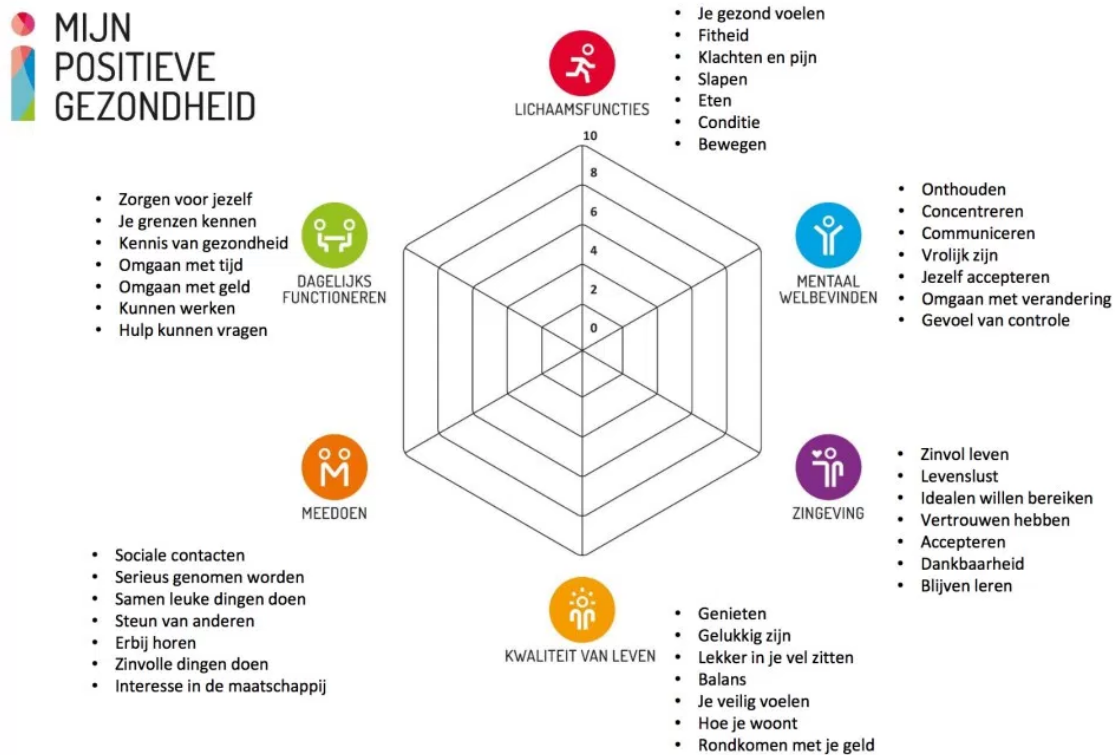 MIJN
POSITIEVE
GEZONDHEID
LICHAAMSFUNCTIES
• Je gezond voelen
• Fitheid
• Klachten en pijn
• Slapen
• Eten
• Conditie
• Bewegen
10
8
6
4
2
0
MENTAAL
WELBEVINDEN
• Onthouden
• Concentreren
• Communiceren
• Vrolijk zijn
• Jezelf accepteren
• Omgaan met verandering
• Gevoel van controle
ZINGEVING
• Zinvol leven
• Levenslust
• Idealen willen bereiken
• Vertrouwen hebben
• Accepteren
• Dankbaarheid
• Blijven leren
KWALITEIT VAN LEVEN
• Genieten
• Gelukkig zijn
• Lekker in je vel zitten
• Balans
• Je veilig voelen
• Hoe je woont
• Rondkomen met je geld
MEEDOEN
• Sociale contacten
• Serieus genomen worden
• Samen leuke dingen doen
• Steun van anderen
• Erbij horen
• Zinvolle dingen doen
• Interesse in de maatschappij
DAGELIJKS
FUNCTIONEREN
• Zorgen voor jezelf
• Je grenzen kennen
• Kennis van gezondheid
• Omgaan met tijd
• Omgaan met geld
• Kunnen werken
• Hulp kunnen vragen